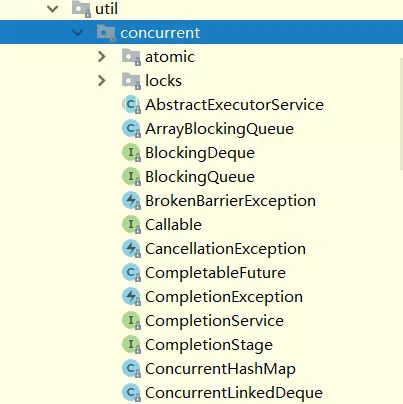 util
concurrent
atomic
locks
AbstractExecutorService
ArrayBlockingQueue
BlockingDeque
BlockingQueue
BrokenBarrierException
Callable
CancellationException
CompletableFuture
CompletionException
CompletionService
CompletionStage
ConcurrentHashMap
ConcurrentLinkedDeque